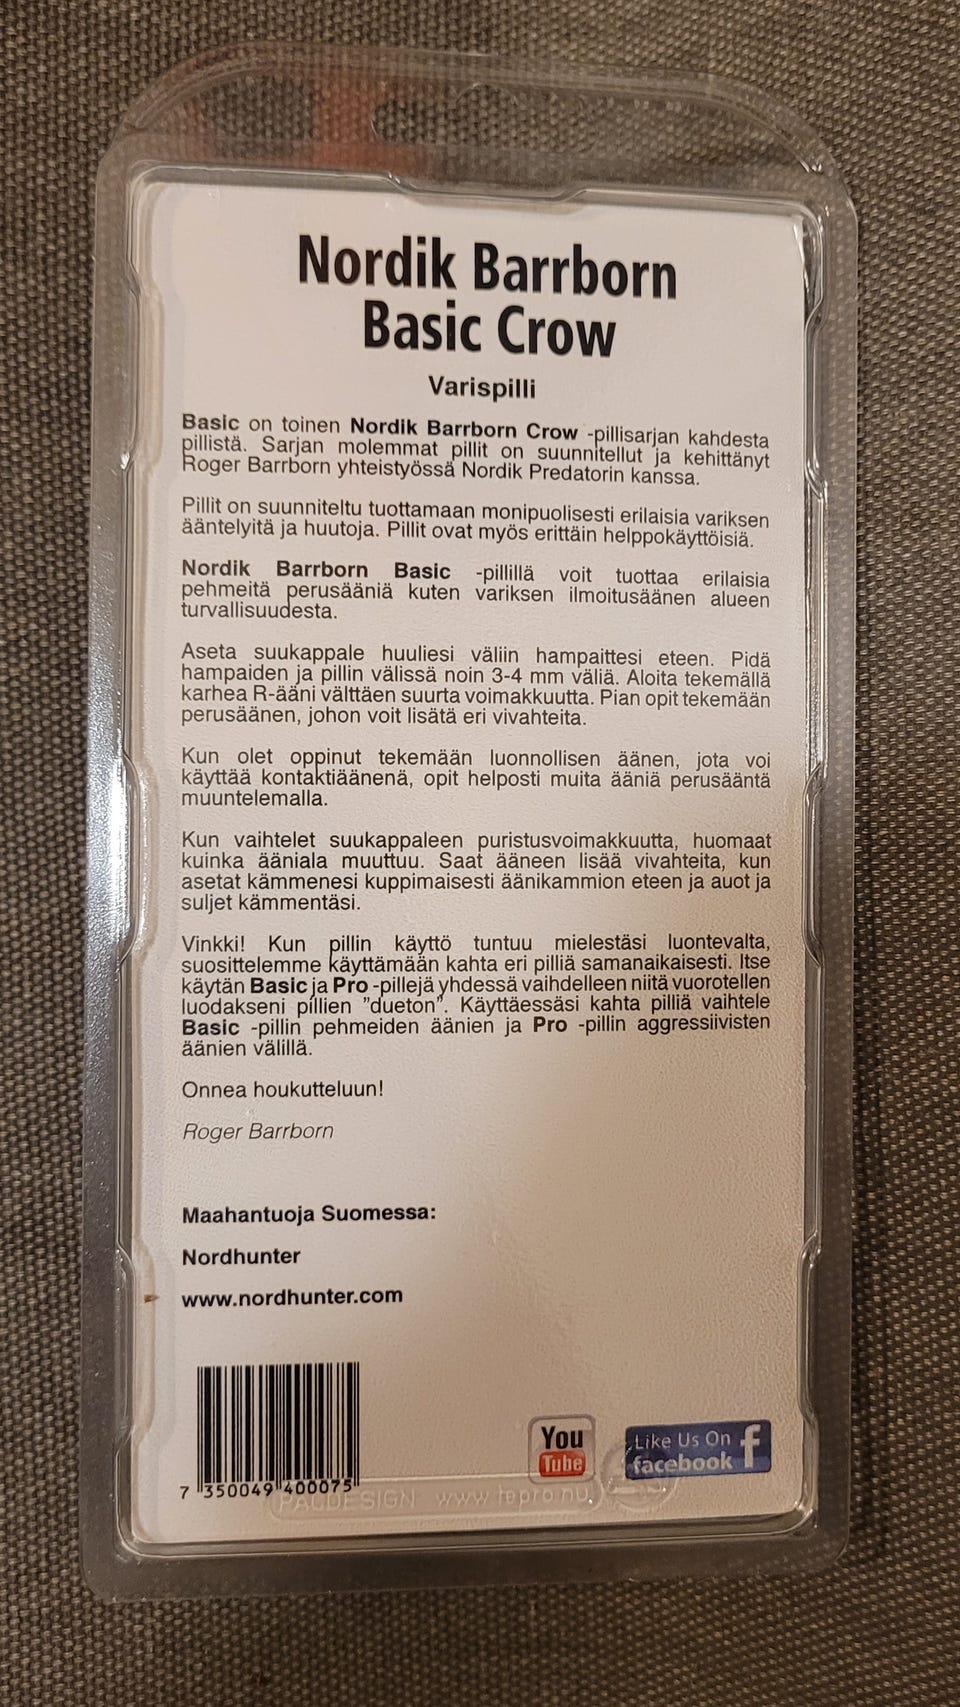 Nordik Barrborn
Basic Crow
Varispilli
Basic on toinen Nordik Barrborn Crow -pillisarjan kahdesta
pillistä. Sarjan molemmat pillit on suunnitellut ja kehittänyt
Roger Barrborn yhteistyössä Nordik Predatorin kanssa.
Pillit on suunniteltu tuottamaan monipuolisesti erilaisia variksen
ääntelyitä ja huutoja. Pillit ovat myös erittäin helppokäyttöisiä.
Nordik Barrborn Basic -pillillä voit tuottaa erilaisia
pehmeitä perusääniä kuten variksen ilmoitusäänen alueen
turvallisuudesta.
Aseta suukappale huuliesi väliin hampaittesi eteen. Pidä
hampaiden ja pillin välissä noin 3-4 mm väliä. Aloita tekemällä
karhea R-ääni välttäen suurta voimakkuutta. Pian opit tekemään
perusäänen, johon voit lisätä eri vivahteita.
Kun olet oppinut tekemään luonnollisen äänen, jota voi
käyttää kontaktiäänenä, opit helposti muita ääniä perusääntä
muuntelemalla.
Kun vaihtelet suukappaleen puristusvoimakkuutta, huomaat
kuinka ääniala muuttuu. Saat ääneen lisää vivahteita, kun
asetat kämmenesi kuppimaisesti äänikammion eteen ja auot ja
suljet kämmentäsi.
Vinkki! Kun pillin käyttö tuntuu mielestäsi luontevalta,
suosittelemme käyttämään kahta eri pilliä samanaikaisesti. Itse
käytän Basic ja Pro -pillejä yhdessä vaihdelleen niitä vuorotellen
luodakseni pillien ”dueton”. Käyttäessäsi kahta pilliä vaihtele
Basic -pillin pehmeiden äänien ja Pro -pillin aggressiivisten
äänien välillä.
Onnea houkutteluun!
Roger Barrborn
Maahantuoja Suomessa:
Nordhunter
www.nordhunter.com
7 350049 400075
You
Tube
Like Us On
facebook f
PACDESIGN www tepro nu